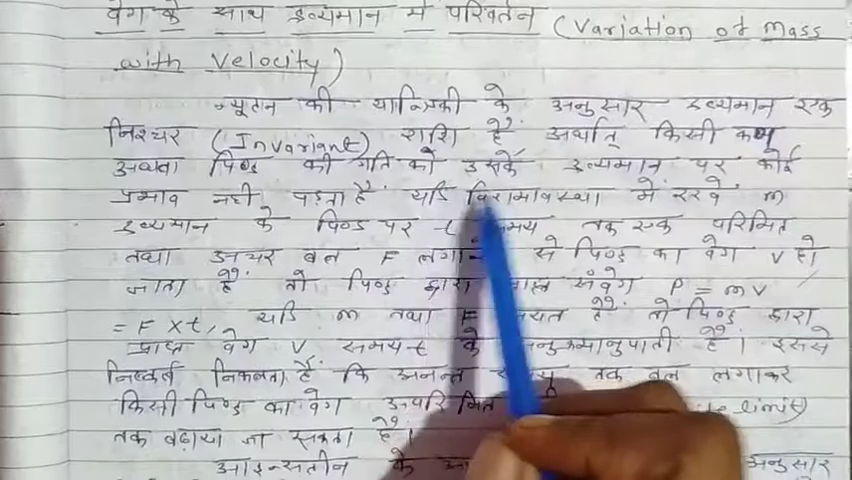 वेग के साथ द्रव्यमान में परिवर्तन (Variation of Mass
with Velocity)
न्यूटन की यान्त्रिकी के अनुसार द्रव्यमान एक
निश्चर (Invariant) राशि है अर्थात् किसी कण
अथवा पिण्ड की गति का उसके द्रव्यमान पर कोई
प्रभाव नही पड़ता है यदि विरामावस्था में रखे m
द्रव्यमान के पिण्ड पर t समय तक एक परिमित
तथा अचर बल F लगाने से पिण्ड का वेग v हो
जाता है तो पिण्ड द्वारा प्राप्त संवेग P = mv
= F x t, यदि m तथा F नियत है तो पिण्ड द्वारा
प्राप्त वेग v समय t के अनुक्रमानुपाती है। इससे
निष्कर्त निकलता है कि अनन्त समय तक बल लगाकर
किसी पिण्ड का वेग अपरिमित limit)
तक बढ़ाया जा सकता है।
आइन्सतीन के अनुसार